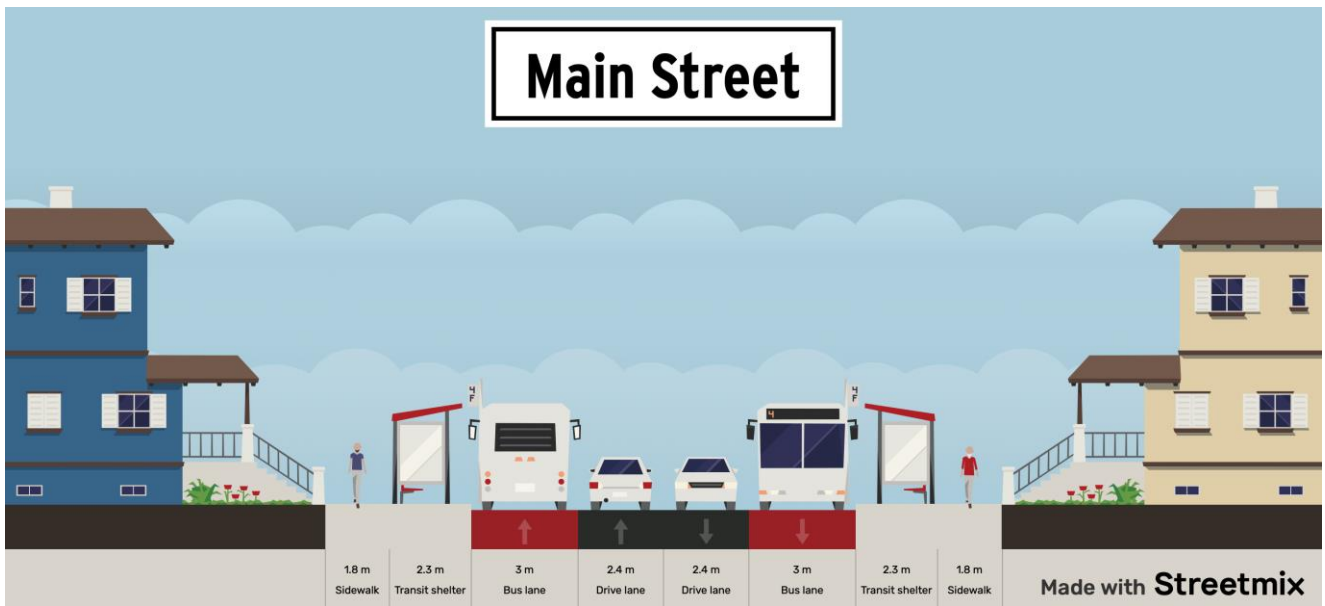 Main Street
4
F
4
4
F
1.8 m
Sidewalk
2.3 m
Transit shelter
3 m
Bus lane
2.4 m
Drive lane
2.4 m
Drive lane
3 m
Bus lane
2.3 m
Transit shelter
1.8 m
Sidewalk
Made with Streetmix